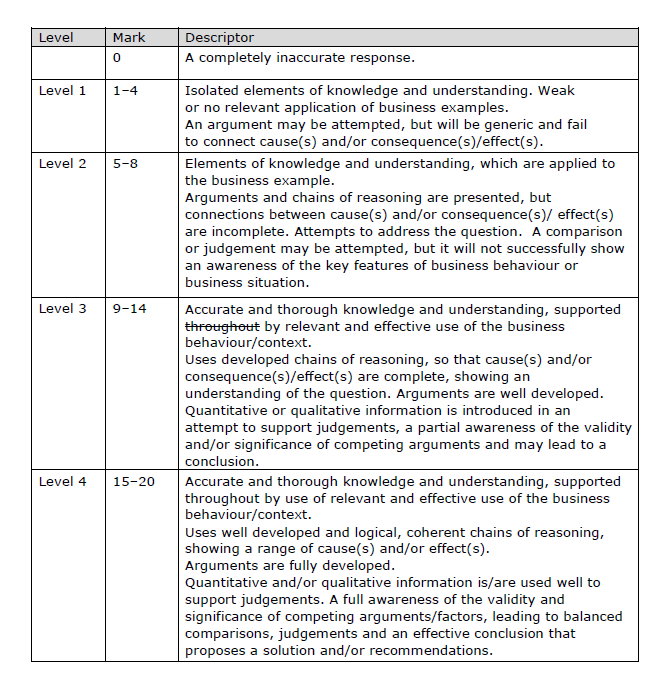 Level Mark Descriptor
0 A completely inaccurate response.
Level 1 1–4 Isolated elements of knowledge and understanding. Weak
or no relevant application of business examples.
An argument may be attempted, but will be generic and fail
to connect cause(s) and/or consequence(s)/effect(s).
Level 2 5–8 Elements of knowledge and understanding, which are applied to
the business example.
Arguments and chains of reasoning are presented, but
connections between cause(s) and/or consequence(s)/ effect(s)
are incomplete. Attempts to address the question.  A comparison
or judgement may be attempted, but it will not successfully show
an awareness of the key features of business behaviour or
business situation.
Level 3 9–14 Accurate and thorough knowledge and understanding, supported
throughout by relevant and effective use of the business
behaviour/context.
Uses developed chains of reasoning, so that cause(s) and/or
consequence(s)/effect(s) are complete, showing an
understanding of the question. Arguments are well developed.
Quantitative or qualitative information is introduced in an
attempt to support judgements, a partial awareness of the validity
and/or significance of competing arguments and may lead to a
conclusion.
Level 4 15–20 Accurate and thorough knowledge and understanding, supported
throughout by use of relevant and effective use of the business
behaviour/context.
Uses well developed and logical, coherent chains of reasoning,
showing a range of cause(s) and/or effect(s).
Arguments are fully developed.
Quantitative and/or qualitative information is/are used well to
support judgements. A full awareness of the validity and
significance of competing arguments/factors, leading to balanced
comparisons, judgements and an effective conclusion that
proposes a solution and/or recommendations.